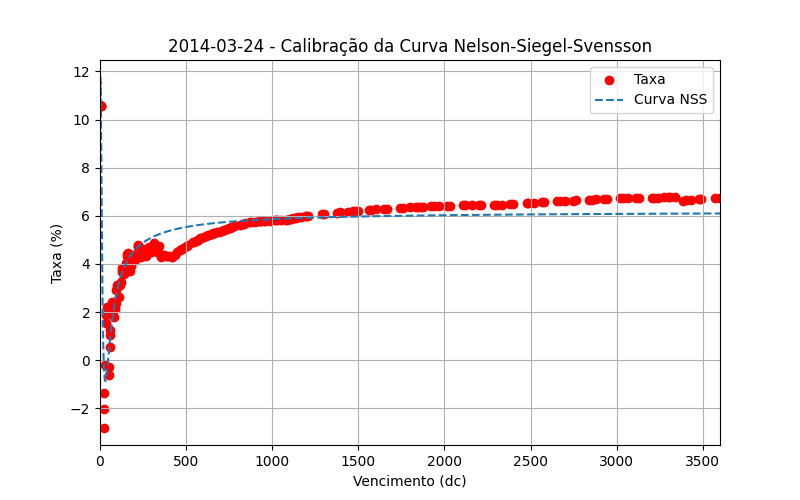 2014-03-24 - Calibração da Curva Nelson-Siegel-Svensson
Taxa
Curva NSS
12
10
8
6
4
2
0
−2
Taxa (%)
0 500 1000 1500 2000 2500 3000 3500
Vencimento (dc)